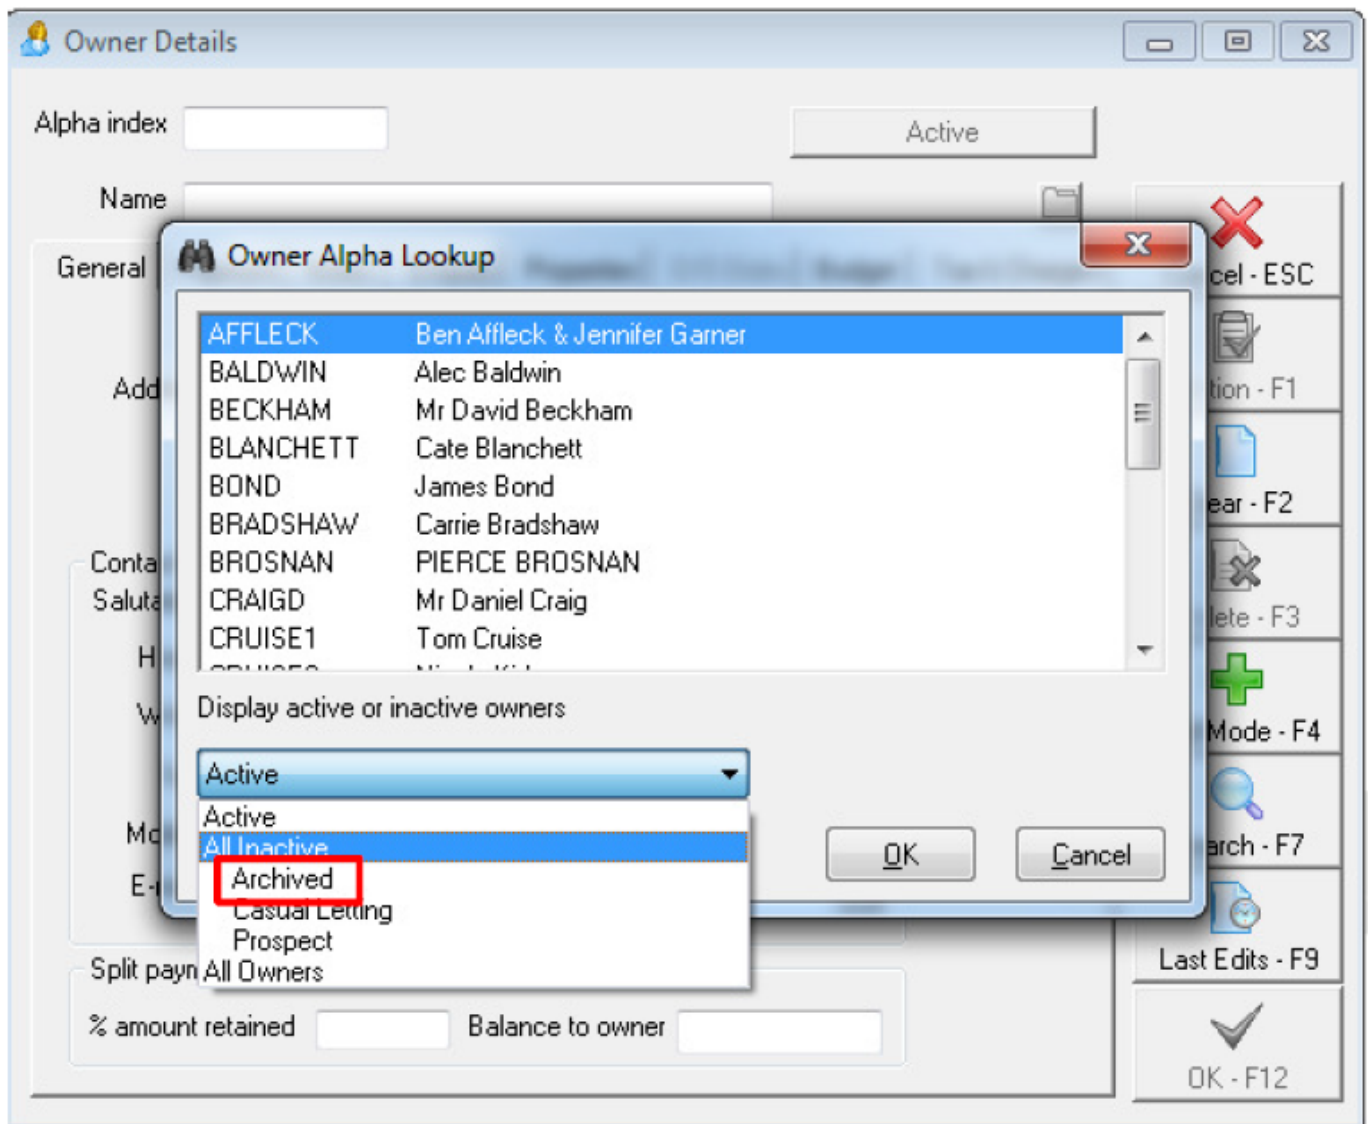 Owner Details
Alpha index
Active
Name
General
Owner Alpha Lookup
AFFLECK Ben Affleck & Jennifer Garner
BALDWIN Alec Baldwin
BECKHAM Mr David Beckham
BLANCHETT Cate Blanchett
BOND James Bond
BRADSHAW Carrie Bradshaw
BROSNAN PIERCE BROSNAN
CRAIGD Mr Daniel Craig
CRUISE1 Tom Cruise
Display active or inactive owners
Active
Active
All Inactive
Archived
Casual Letting
Prospect
All Owners
OK
Cancel
Add
Conta
Saluta
H
W
Mo
E-
Split payn
% amount retained
Balance to owner
cel - ESC
tion - F1
ear - F2
lete - F3
Mode - F4
arch - F7
Last Edits - F9
OK - F12